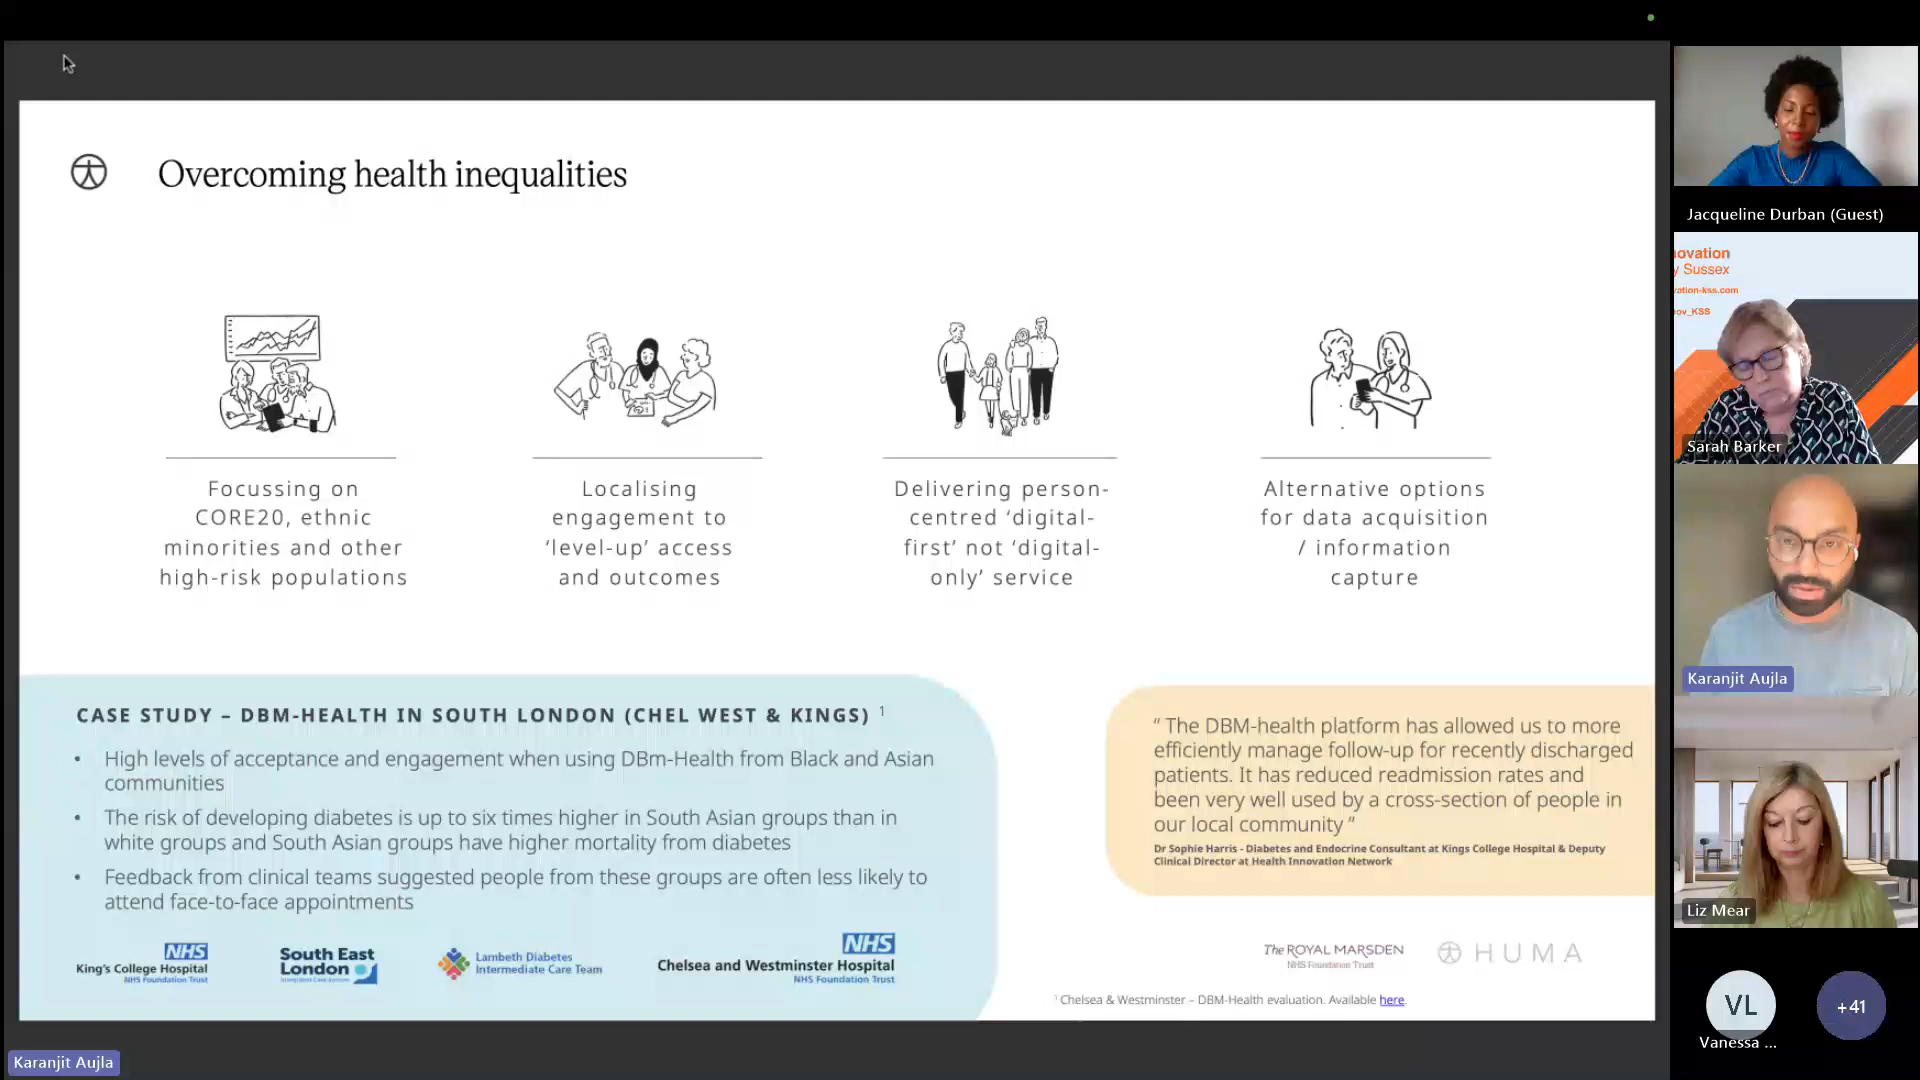 Overcoming health inequalities
Focussing on
CORE20, ethnic
minorities and other
high-risk populations
Localising
engagement to
‘level-up’ access
and outcomes
Delivering person-
centred ‘digital-
first’ not ‘digital-
only’ service
Alternative options
for data acquisition
/ information
capture
CASE STUDY – DBM-HEALTH IN SOUTH LONDON (CHEL WEST & KINGS) 1
• High levels of acceptance and engagement when using DBm-Health from Black and Asian
communities
• The risk of developing diabetes is up to six times higher in South Asian groups than in
white groups and South Asian groups have higher mortality from diabetes
• Feedback from clinical teams suggested people from these groups are often less likely to
attend face-to-face appointments
NHS
King's College Hospital
NHS Foundation Trust
South East
London
Lambeth Diabetes
Intermediate Care Team
NHS
Chelsea and Westminster Hospital
NHS Foundation Trust
“ The DBM-health platform has allowed us to more
efficiently manage follow-up for recently discharged
patients. It has reduced readmission rates and
been very well used by a cross-section of people in
our local community ”
Dr Sophie Harris - Diabetes and Endocrine Consultant at Kings College Hospital & Deputy
Clinical Director at Health Innovation Network
The ROYAL MARSDEN
NHS Foundation Trust
HUMA
1 Chelsea & Westminster – DBM-Health evaluation. Available here.
Karanjit Aujla
Jacqueline Durban (Guest)
ovation
y Sussex
vation-kss.com
nov_KSS
Sarah Barker
Karanjit Aujla
Liz Mear
VL
Vanessa ...
+41